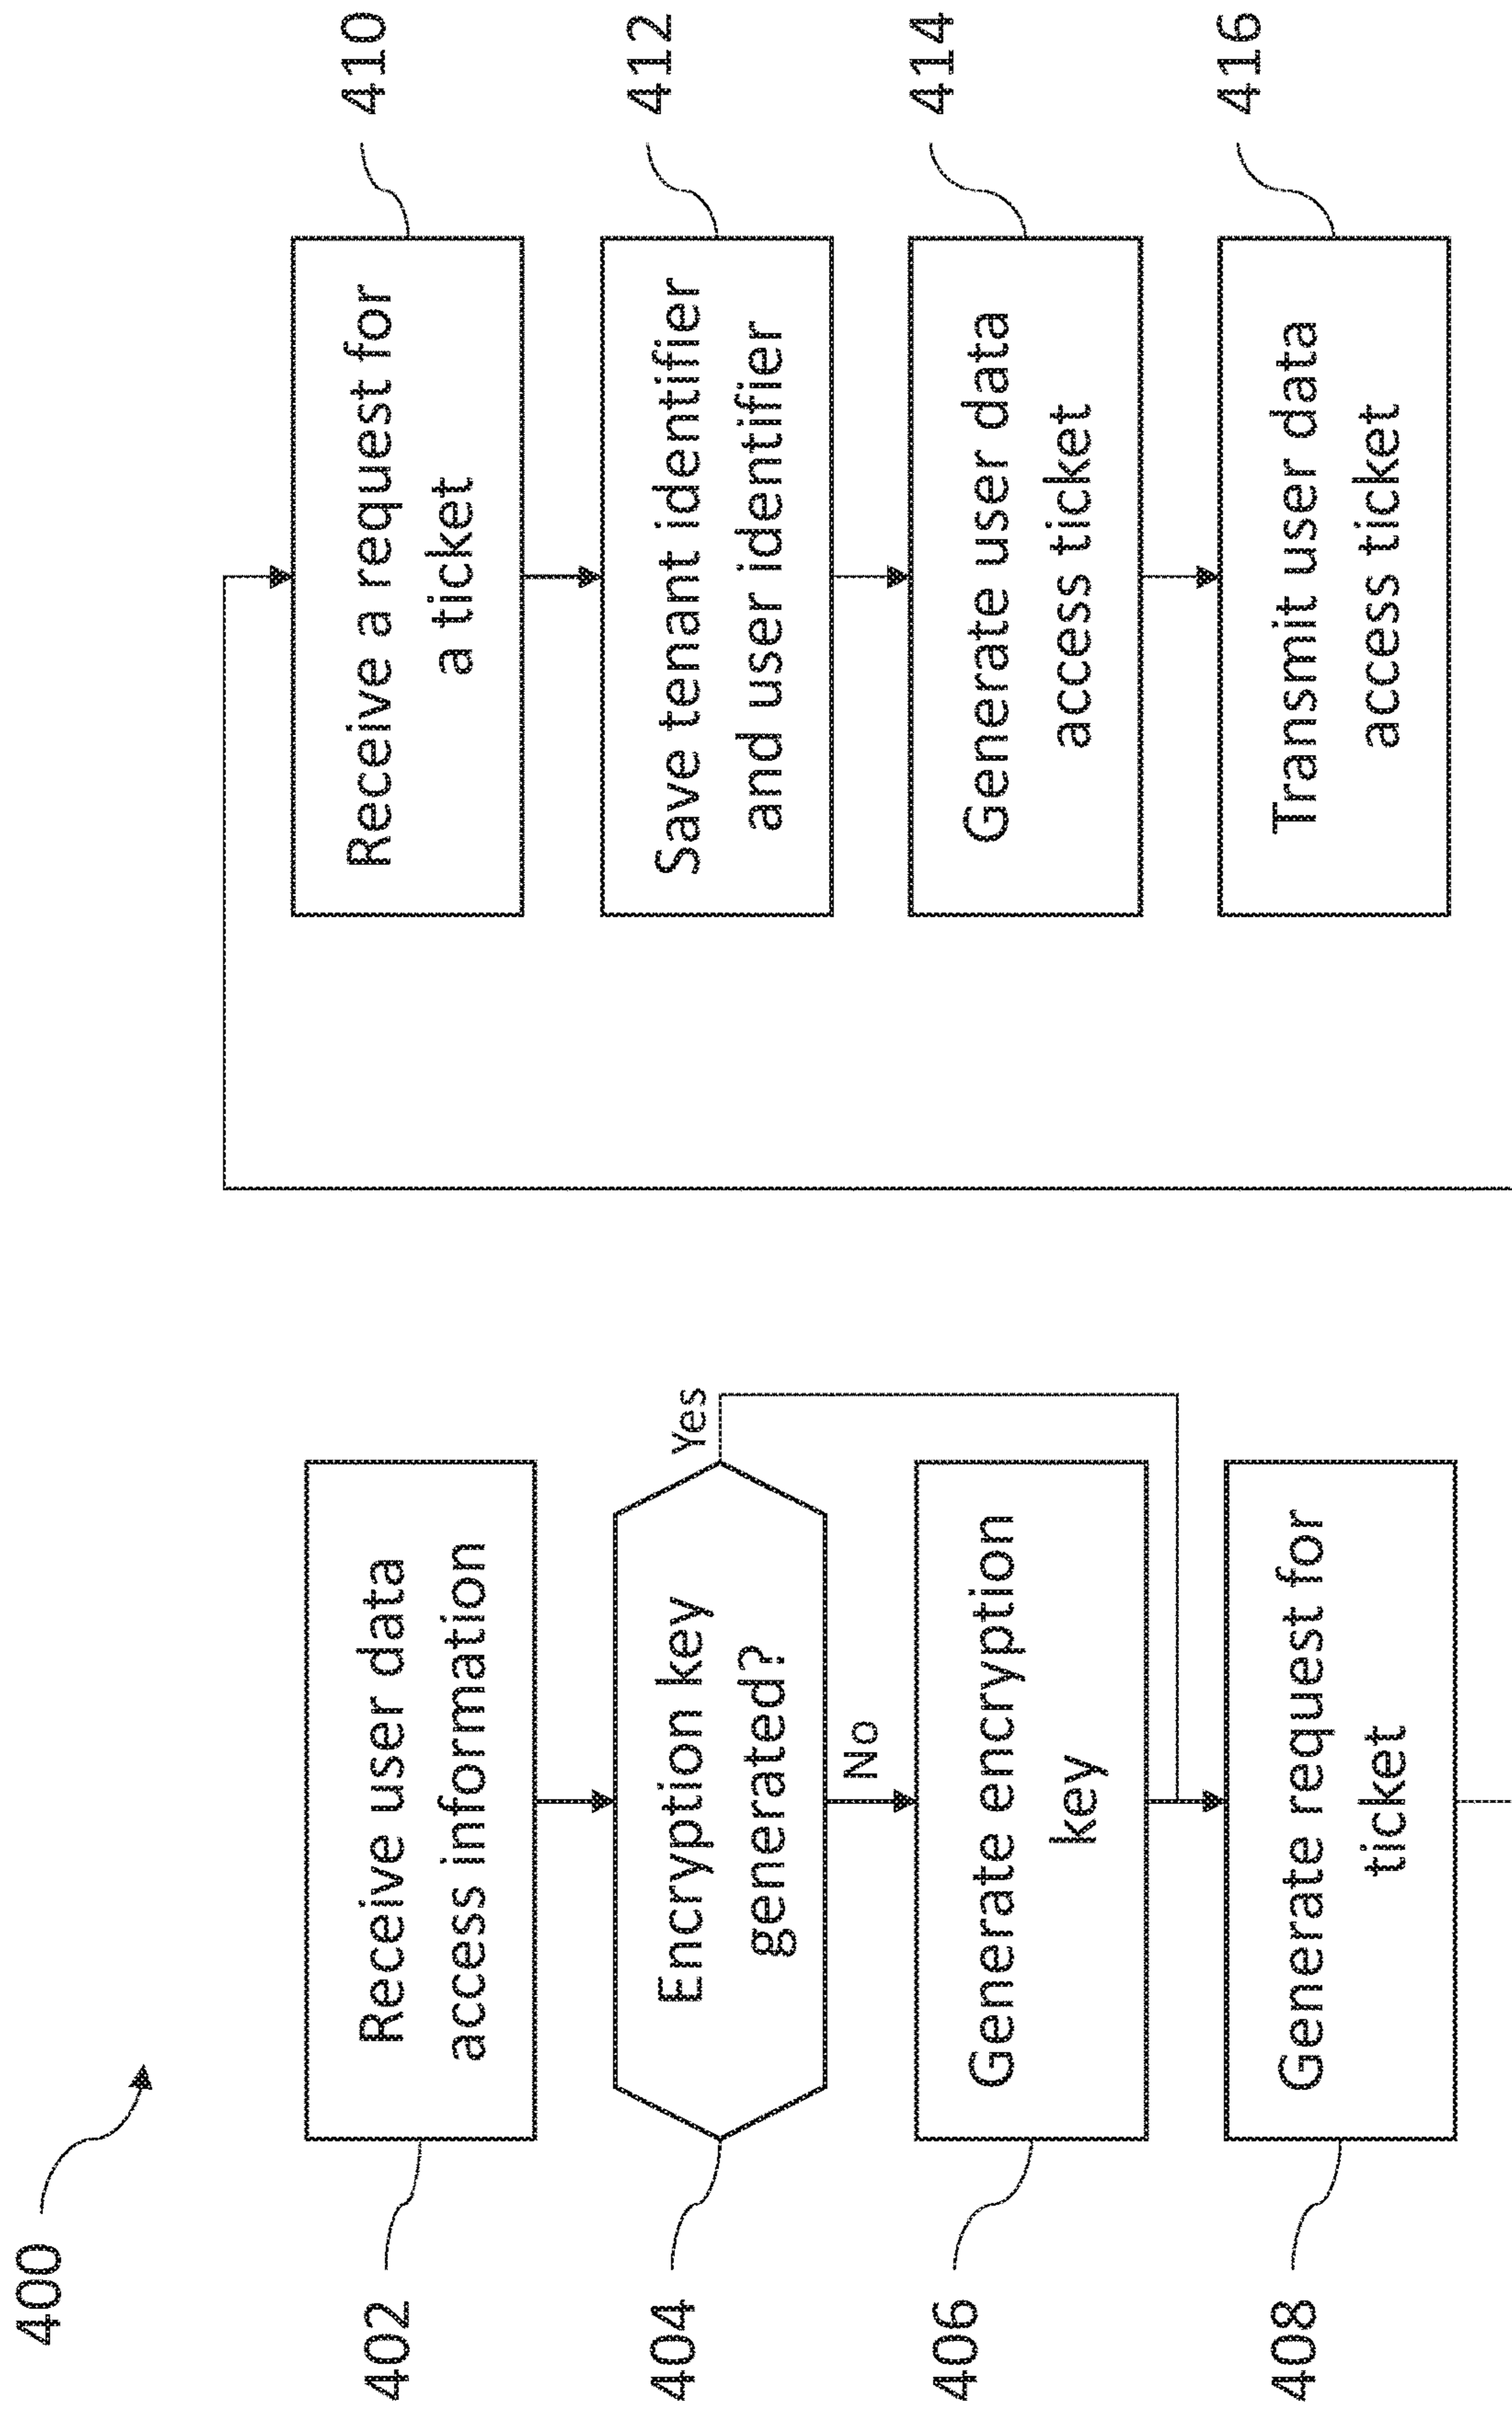 400
402
Receive user data
access information
404
Encryption key
generated?
Yes
No
406
Generate encryption
key
408
Generate request for
ticket
410
Receive a request for
a ticket
412
Save tenant identifier
and user identifier
414
Generate user data
access ticket
416
Transmit user data
access ticket